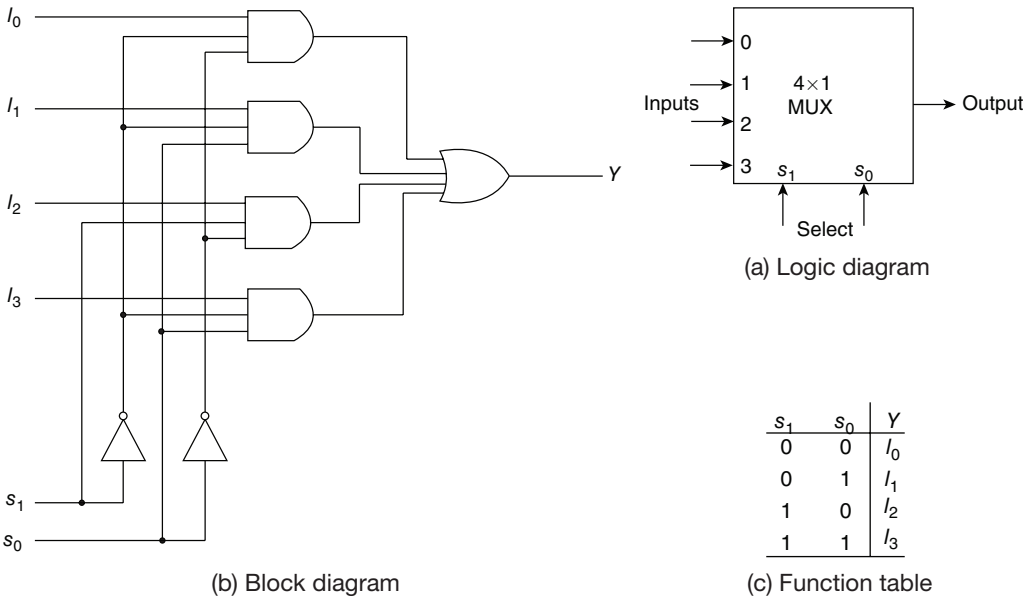 I₀
I₁
I₂
I₃
s₁
s₀
Y
(b) Block diagram
0
1
2
3
4×1
MUX
Inputs
Output
s₁ s₀
Select
(a) Logic diagram
s₁ s₀ Y
0 0 I₀
0 1 I₁
1 0 I₂
1 1 I₃
(c) Function table